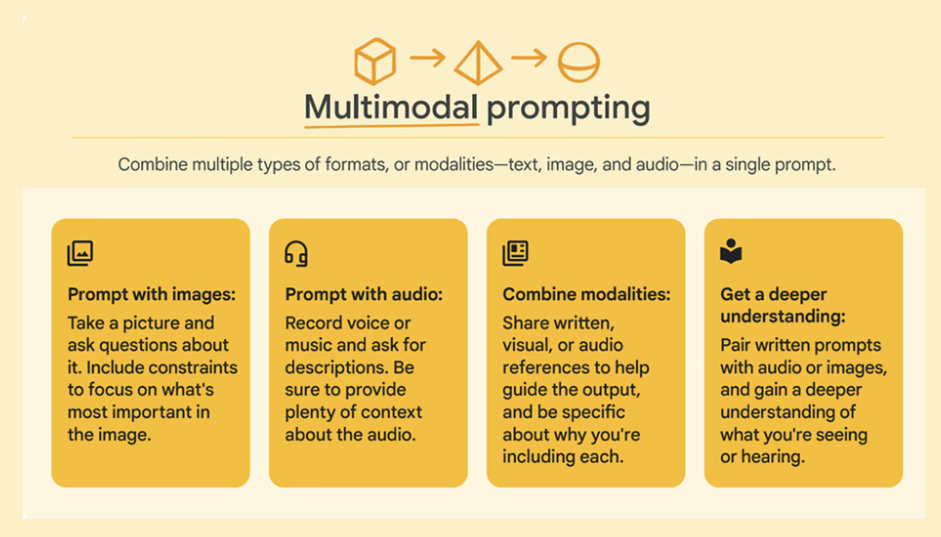 Multimodal prompting
Combine multiple types of formats, or modalities—text, image, and audio—in a single prompt.
Prompt with images:
Take a picture and
ask questions about
it. Include constraints
to focus on what's
most important in
the image.
Prompt with audio:
Record voice or
music and ask for
descriptions. Be
sure to provide
plenty of context
about the audio.
Combine modalities:
Share written,
visual, or audio
references to help
guide the output,
and be specific
about why you're
including each.
Get a deeper
understanding:
Pair written prompts
with audio or images,
and gain a deeper
understanding of
what you're seeing
or hearing.